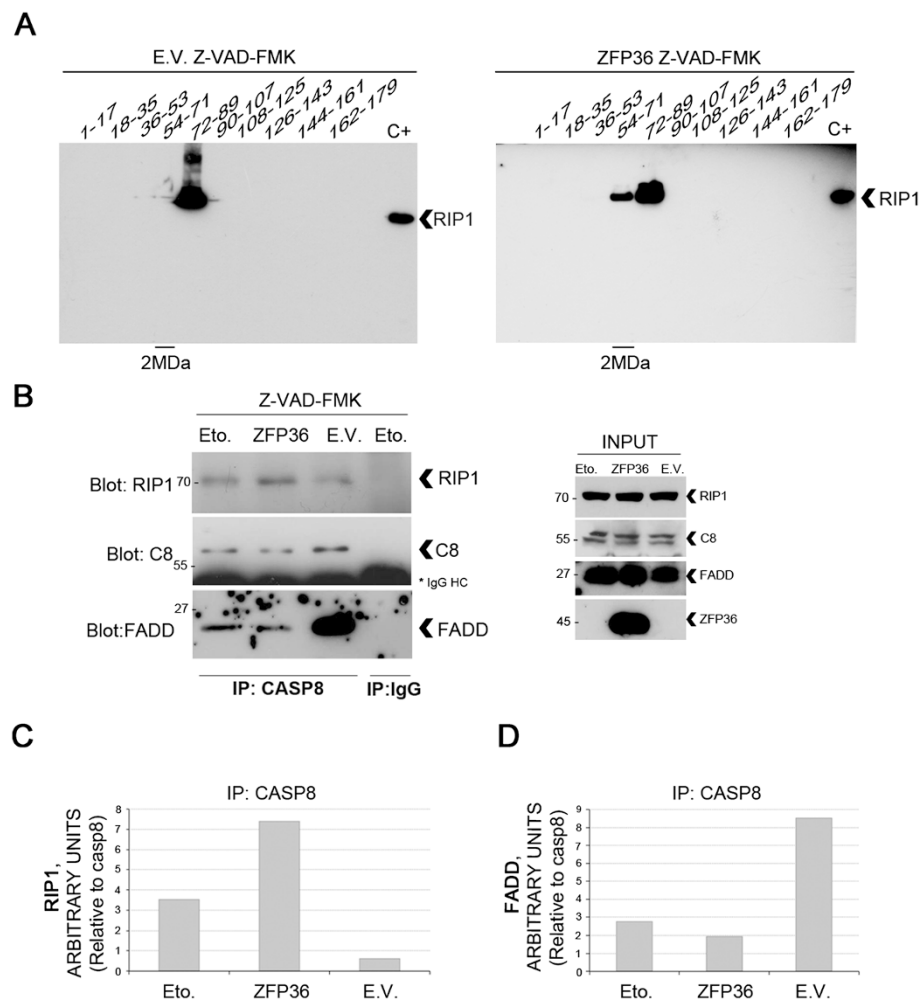 A
E.V. Z-VAD-FMK
1-17 18-35 36-53 54-71 72-89 90-107 108-125 126-143 144-161 162-179 C+
RIP1
2MDa
ZFP36 Z-VAD-FMK
1-17 18-35 36-53 54-71 72-89 90-107 108-125 126-143 144-161 162-179 C+
RIP1
2MDa
B
Z-VAD-FMK
Eto. ZFP36 E.V. Eto.
Blot: RIP1 70 RIP1
Blot: C8 C8
55
* IgG HC
27
Blot:FADD FADD
IP: CASP8 IP:IgG
INPUT
Eto. ZFP36 E.V.
70 RIP1
55 C8
27 FADD
45 ZFP36
C
IP: CASP8
RIP1,
ARBITRARY UNITS
(Relative to casp8)
8
7
6
5
4
3
2
1
0
Eto. ZFP36 E.V.
D
IP: CASP8
FADD,
ARBITRARY UNITS
(Relative to casp8)
9
8
7
6
5
4
3
2
1
0
Eto. ZFP36 E.V.